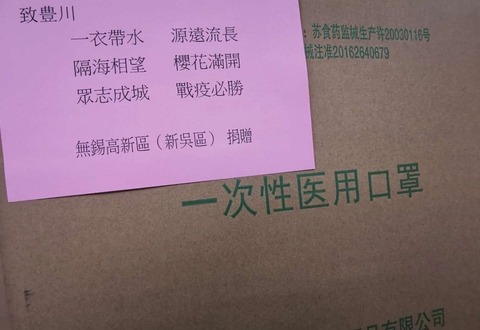 致豊川
一衣帶水 源遠流長
隔海相望 櫻花滿開
眾志成城 戰疫必勝
無錫高新區（新吳區） 捐贈
：苏食药监械生产许20030116号
械注准20162640679
一次性医用口罩
品有限公司